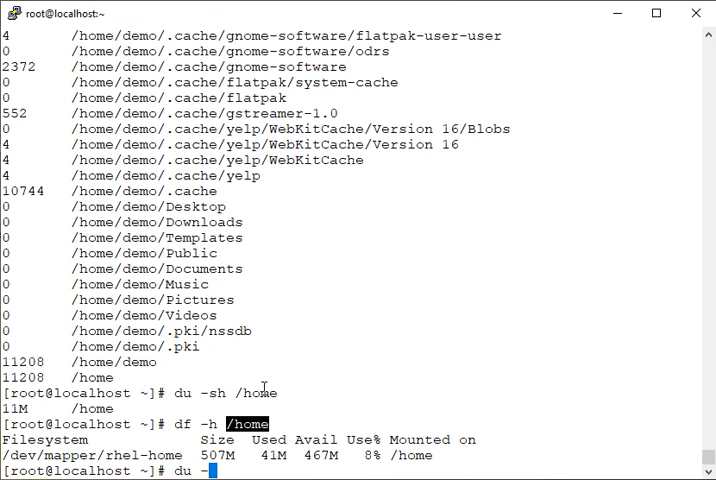 root@localhost:~
4       /home/demo/.cache/gnome-software/flatpak-user-user
0       /home/demo/.cache/gnome-software/odrs
2372    /home/demo/.cache/gnome-software
0       /home/demo/.cache/flatpak/system-cache
0       /home/demo/.cache/flatpak
552     /home/demo/.cache/gstreamer-1.0
0       /home/demo/.cache/yelp/WebKitCache/Version 16/Blobs
4       /home/demo/.cache/yelp/WebKitCache/Version 16
4       /home/demo/.cache/yelp/WebKitCache
4       /home/demo/.cache/yelp
10744   /home/demo/.cache
0       /home/demo/Desktop
0       /home/demo/Downloads
0       /home/demo/Templates
0       /home/demo/Public
0       /home/demo/Documents
0       /home/demo/Music
0       /home/demo/Pictures
0       /home/demo/Videos
0       /home/demo/.pki/nssdb
0       /home/demo/.pki
11208   /home/demo
11208   /home
[root@localhost ~]# du -sh /home
11M     /home
[root@localhost ~]# df -h /home
Filesystem             Size  Used Avail Use% Mounted on
/dev/mapper/rhel-home  507M   41M  467M   8% /home
[root@localhost ~]# du -